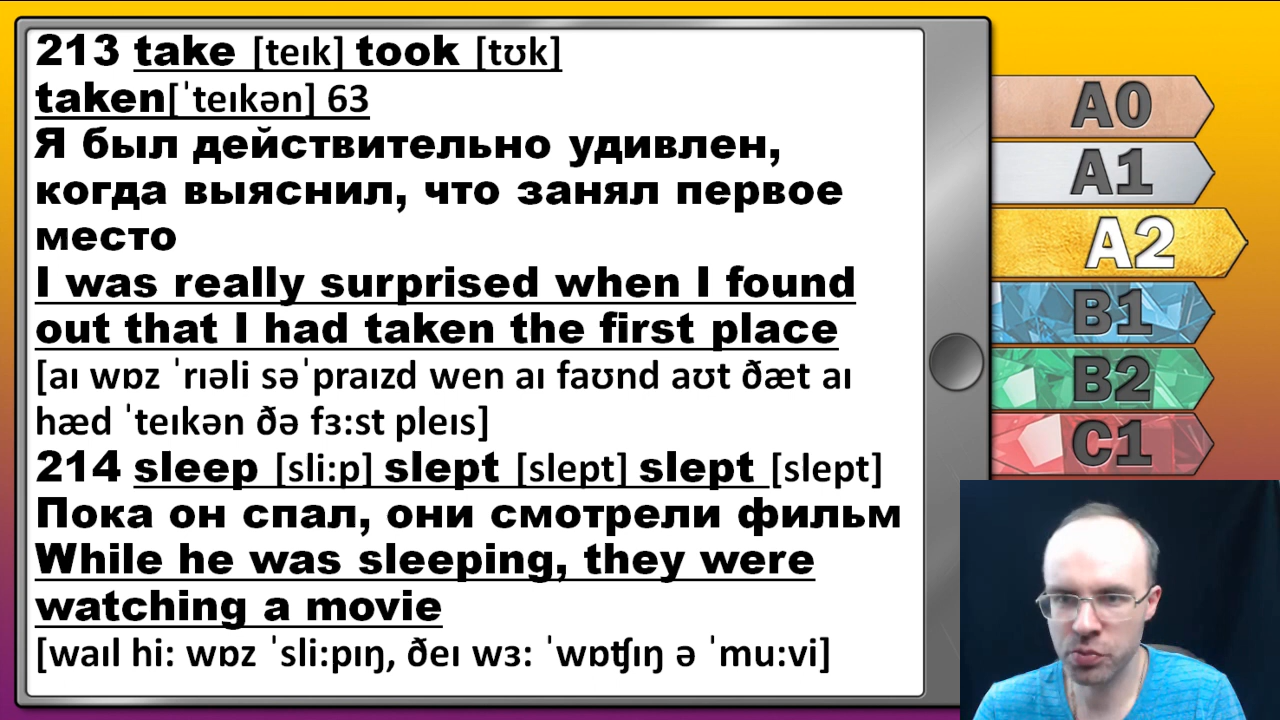 213 take [teɪk] took [tʊk]
taken[ˈteɪkən] 63
Я был действительно удивлен,
когда выяснил, что занял первое
место
I was really surprised when I found
out that I had taken the first place
[aɪ wɒz ˈrɪəli səˈpraɪzd wen aɪ faʊnd aʊt ðæt aɪ
hæd ˈteɪkən ðə fɜ:st pleɪs]
214 sleep [sli:p] slept [slept] slept [slept]
Пока он спал, они смотрели фильм
While he was sleeping, they were
watching a movie
[waɪl hi: wɒz ˈsli:pɪŋ, ðeɪ wɜ: ˈwɒʧɪŋ ə ˈmu:vi]
A0
A1
A2
B1
B2
C1